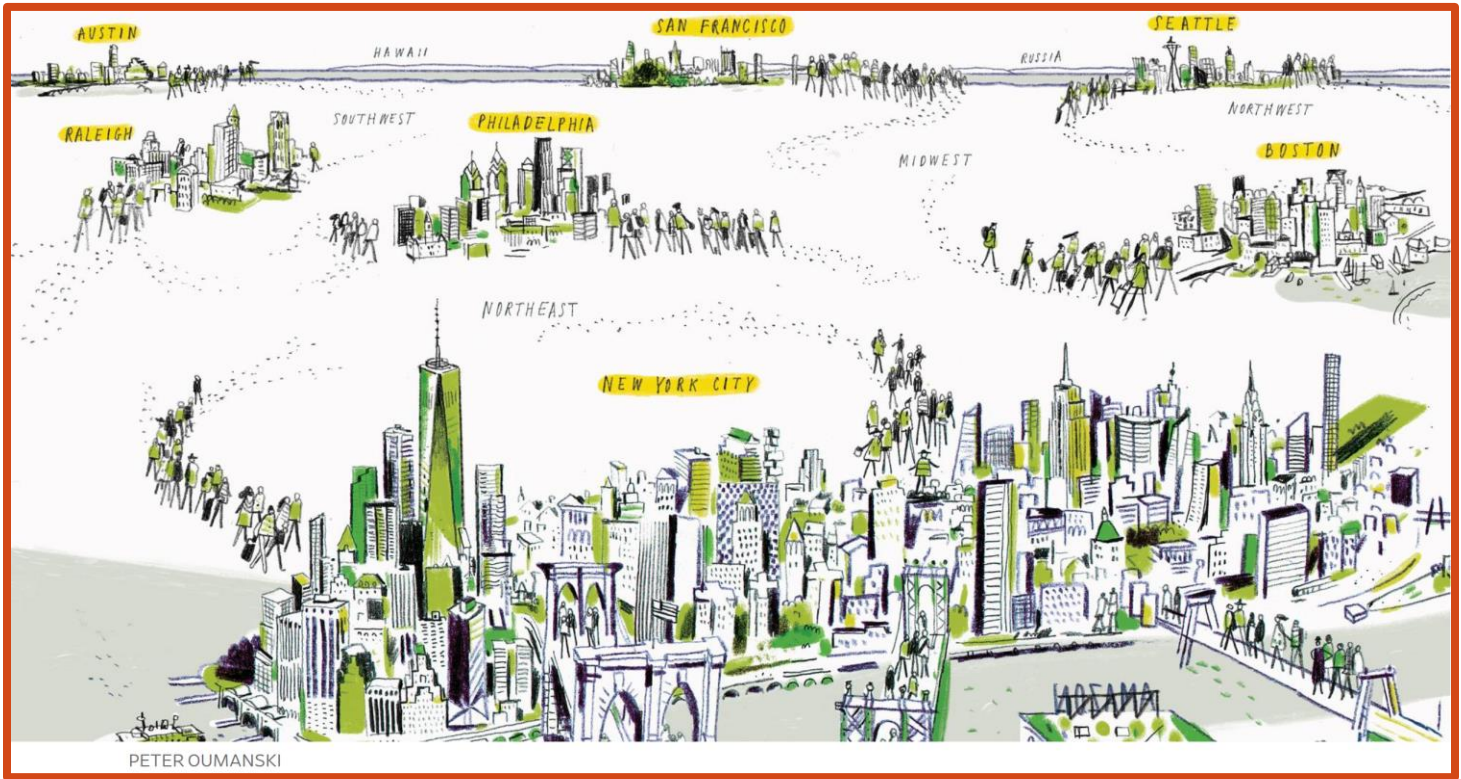 AUSTIN
HAWAII
SAN FRANCISCO
RUSSIA
SEATTLE
RALEIGH
SOUTHWEST
PHILADELPHIA
MIDWEST
NORTHWEST
BOSTON
NORTHEAST
NEW YORK CITY
PETER OUMANSKI